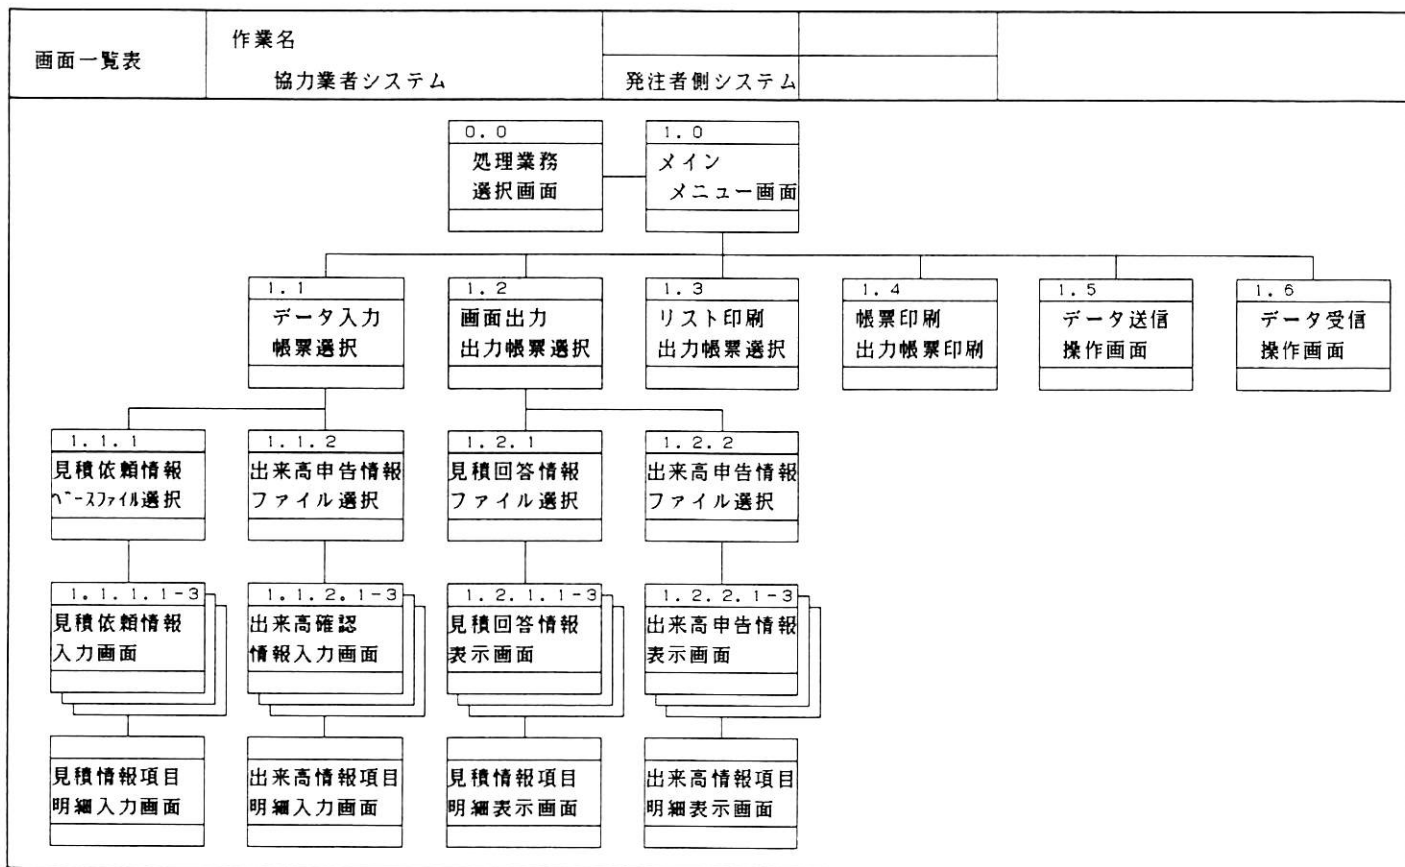 画面一覧表
作業名
協力業者システム
発注者側システム
0.0
処理業務
選択画面
1.0
メイン
メニュー画面
1.1
データ入力
帳票選択
1.2
画面出力
出力帳票選択
1.3
リスト印刷
出力帳票選択
1.4
帳票印刷
出力帳票印刷
1.5
データ送信
操作画面
1.6
データ受信
操作画面
1.1.1
見積依頼情報
ベースファイル選択
1.1.2
出来高申告情報
ファイル選択
1.2.1
見積回答情報
ファイル選択
1.2.2
出来高申告情報
ファイル選択
1.1.1.1-3
見積依頼情報
入力画面
1.1.2.1-3
出来高確認
情報入力画面
1.2.1.1-3
見積回答情報
表示画面
1.2.2.1-3
出来高申告情報
表示画面
見積情報項目
明細入力画面
出来高情報項目
明細入力画面
見積情報項目
明細表示画面
出来高情報項目
明細表示画面